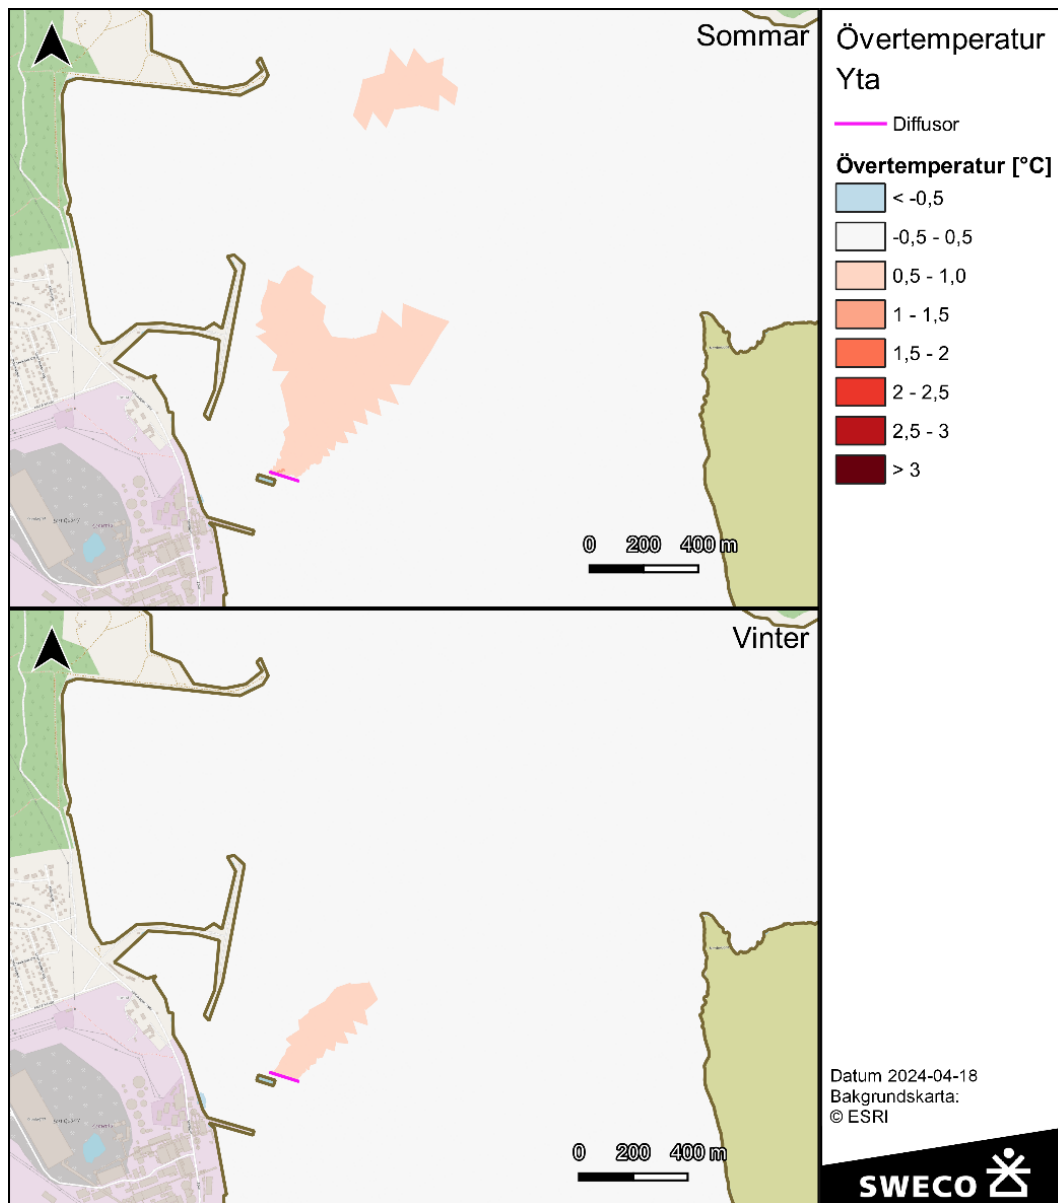 Sommar
0 200 400 m
Vinter
0 200 400 m
Övertemperatur
Yta
Diffusor
Övertemperatur [°C]
< -0,5
-0,5 - 0,5
0,5 - 1,0
1 - 1,5
1,5 - 2
2 - 2,5
2,5 - 3
> 3
Datum 2024-04-18
Bakgrundskarta:
© ESRI
SWECO